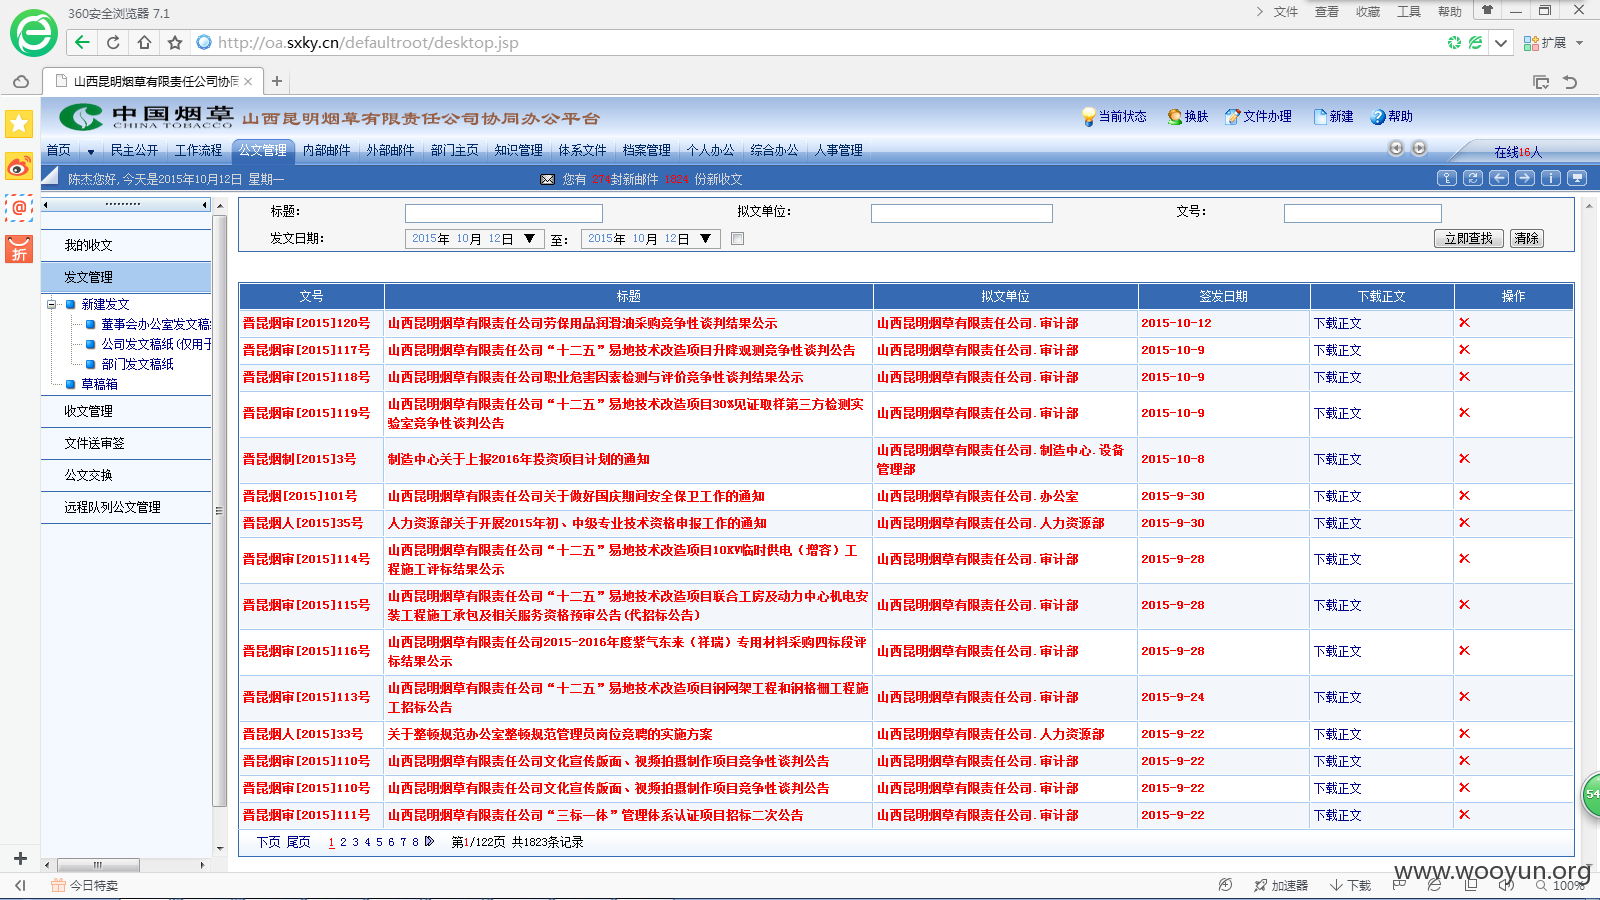 360安全浏览器 7.1
文件 查看 收藏 工具 帮助
http://oa.sxky.cn/defaultroot/desktop.jsp
扩展
山西昆明烟草有限责任公司协同
中国烟草
CHINA TOBACCO
山西昆明烟草有限责任公司协同办公平台
当前状态 换肤 文件办理 新建 帮助
首页 民主公开 工作流程 公文管理 内部邮件 外部邮件 部门主页 知识管理 体系文件 档案管理 个人办公 综合办公 人事管理
在线16人
陈杰您好,今天是2015年10月12日 星期一
您有 274封新邮件 1824 份新收文
我的收文
发文管理
新建发文
董事会办公室发文稿
公司发文稿纸(仅用于
部门发文稿纸
草稿箱
收文管理
文件送审签
公文交换
远程队列公文管理
标题: 拟文单位: 文号:
发文日期: 2015年 10月 12日 ▼ 至: 2015年 10月 12日 ▼
立即查找 清除
文号 标题 拟文单位 签发日期 下载正文 操作
晋昆烟审[2015]120号 山西昆明烟草有限责任公司劳保用品润滑油采购竞争性谈判结果公示 山西昆明烟草有限责任公司.审计部 2015-10-12 下载正文
晋昆烟审[2015]117号 山西昆明烟草有限责任公司“十二五”易地技术改造项目升降观测竞争性谈判公告 山西昆明烟草有限责任公司.审计部 2015-10-9 下载正文
晋昆烟审[2015]118号 山西昆明烟草有限责任公司职业危害因素检测与评价竞争性谈判结果公示 山西昆明烟草有限责任公司.审计部 2015-10-9 下载正文
晋昆烟审[2015]119号 山西昆明烟草有限责任公司“十二五”易地技术改造项目30%见证取样第三方检测实
验室竞争性谈判公告 山西昆明烟草有限责任公司.审计部 2015-10-9 下载正文
晋昆烟制[2015]3号 制造中心关于上报2016年投资项目计划的通知 山西昆明烟草有限责任公司.制造中心.设备
管理部 2015-10-8 下载正文
晋昆烟[2015]101号 山西昆明烟草有限责任公司关于做好国庆期间安全保卫工作的通知 山西昆明烟草有限责任公司.办公室 2015-9-30 下载正文
晋昆烟人[2015]35号 人力资源部关于开展2015年初、中级专业技术资格申报工作的通知 山西昆明烟草有限责任公司.人力资源部 2015-9-30 下载正文
晋昆烟审[2015]114号 山西昆明烟草有限责任公司“十二五”易地技术改造项目10KV临时供电（增容）工
程施工评标结果公示 山西昆明烟草有限责任公司.审计部 2015-9-28 下载正文
晋昆烟审[2015]115号 山西昆明烟草有限责任公司“十二五”易地技术改造项目联合工房及动力中心机电安
装工程施工承包及相关服务资格预审公告(代招标公告) 山西昆明烟草有限责任公司.审计部 2015-9-28 下载正文
晋昆烟审[2015]116号 山西昆明烟草有限责任公司2015-2016年度紫气东来（祥瑞）专用材料采购四标段评
标结果公示 山西昆明烟草有限责任公司.审计部 2015-9-28 下载正文
晋昆烟审[2015]113号 山西昆明烟草有限责任公司“十二五”易地技术改造项目钢网架工程和钢格栅工程施
工招标公告 山西昆明烟草有限责任公司.审计部 2015-9-24 下载正文
晋昆烟人[2015]33号 关于整顿规范办公室整顿规范管理员岗位竞聘的实施方案 山西昆明烟草有限责任公司.人力资源部 2015-9-22 下载正文
晋昆烟审[2015]110号 山西昆明烟草有限责任公司文化宣传版面、视频拍摄制作项目竞争性谈判公告 山西昆明烟草有限责任公司.审计部 2015-9-22 下载正文
晋昆烟审[2015]110号 山西昆明烟草有限责任公司文化宣传版面、视频拍摄制作项目竞争性谈判公告 山西昆明烟草有限责任公司.审计部 2015-9-22 下载正文
晋昆烟审[2015]111号 山西昆明烟草有限责任公司“三标一体”管理体系认证项目招标二次公告 山西昆明烟草有限责任公司.审计部 2015-9-22 下载正文
下页 尾页 1 2 3 4 5 6 7 8 第1/122页 共1823条记录
折
54
www.wooyun.org
今日特卖
加速器 下载 100%